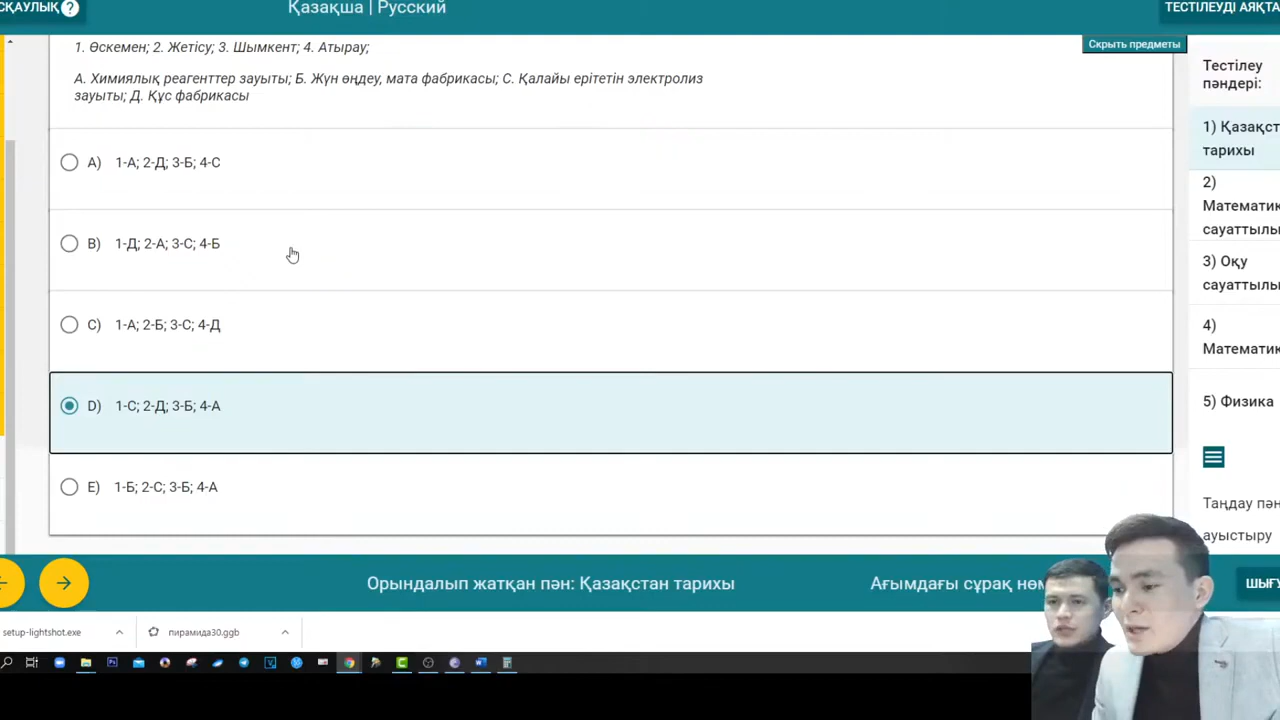 СҚАУЛЫҚ ?
Қазақша | Русский
ТЕСТІЛЕУДІ АЯҚТА
Скрыть предметы
1. Өскемен; 2. Жетісу; 3. Шымкент; 4. Атырау;
А. Химиялық реагенттер зауыты; Б. Жүн өңдеу, мата фабрикасы; С. Қалайы ерітетін электролиз
зауыты; Д. Құс фабрикасы
A) 1-А; 2-Д; 3-Б; 4-С
B) 1-Д; 2-А; 3-С; 4-Б
C) 1-А; 2-Б; 3-С; 4-Д
D) 1-С; 2-Д; 3-Б; 4-А
E) 1-Б; 2-С; 3-Б; 4-А
Тестілеу
пәндері:
1) Қазақст
тарихы
2)
Математик
сауаттылы
3) Оқу
сауаттылы
4)
Математик
5) Физика
Таңдау пән
ауыстыру
Орындалып жатқан пән: Қазақстан тарихы
Ағымдағы сұрақ нөм
ШЫҒУ
setup-lightshot.exe
пирамида30.ggb